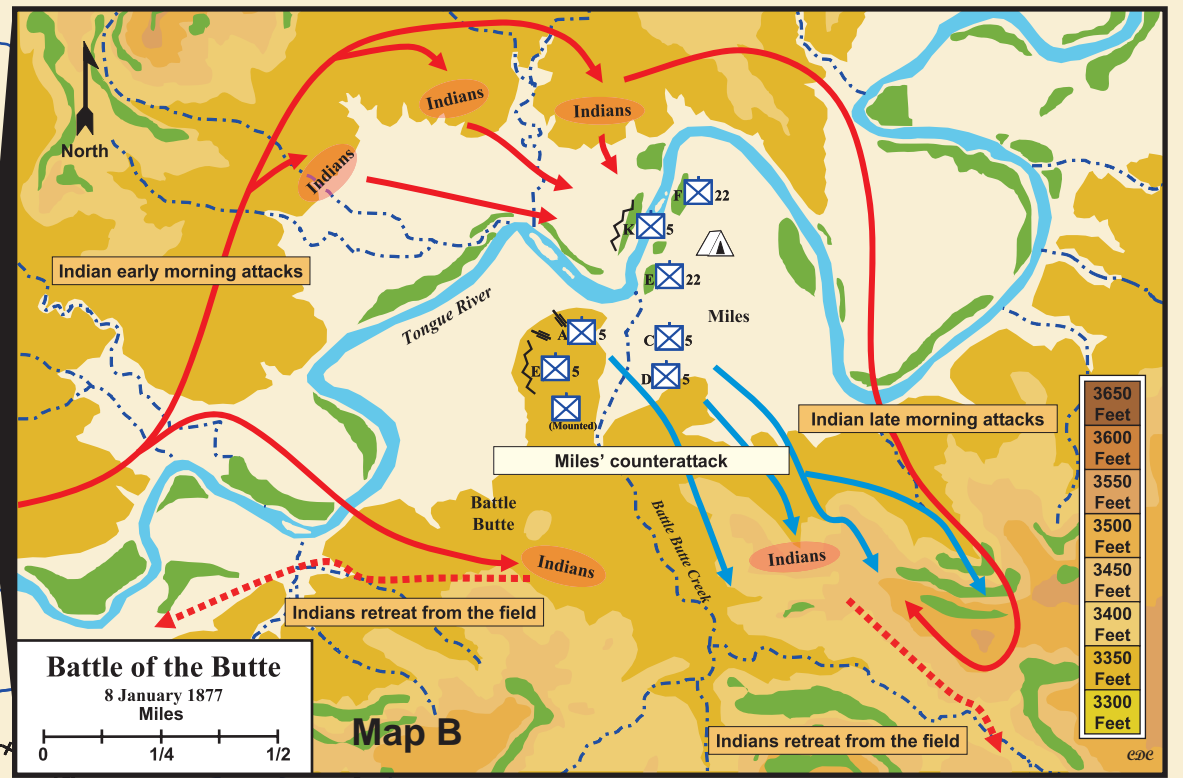 North
Indians
Indians
Indians
F 22
K 5
E 22
Indian early morning attacks
Tongue River
Miles
A 5
C 5
E 5
D 5
(Mounted)
Indian late morning attacks
Miles' counterattack
Battle
Butte
Battle Butte Creek
Indians
Indians
Indians retreat from the field
Indians retreat from the field
3650
Feet
3600
Feet
3550
Feet
3500
Feet
3450
Feet
3400
Feet
3350
Feet
3300
Feet
Battle of the Butte
8 January 1877
Miles
0 1/4 1/2
Map B
CDC